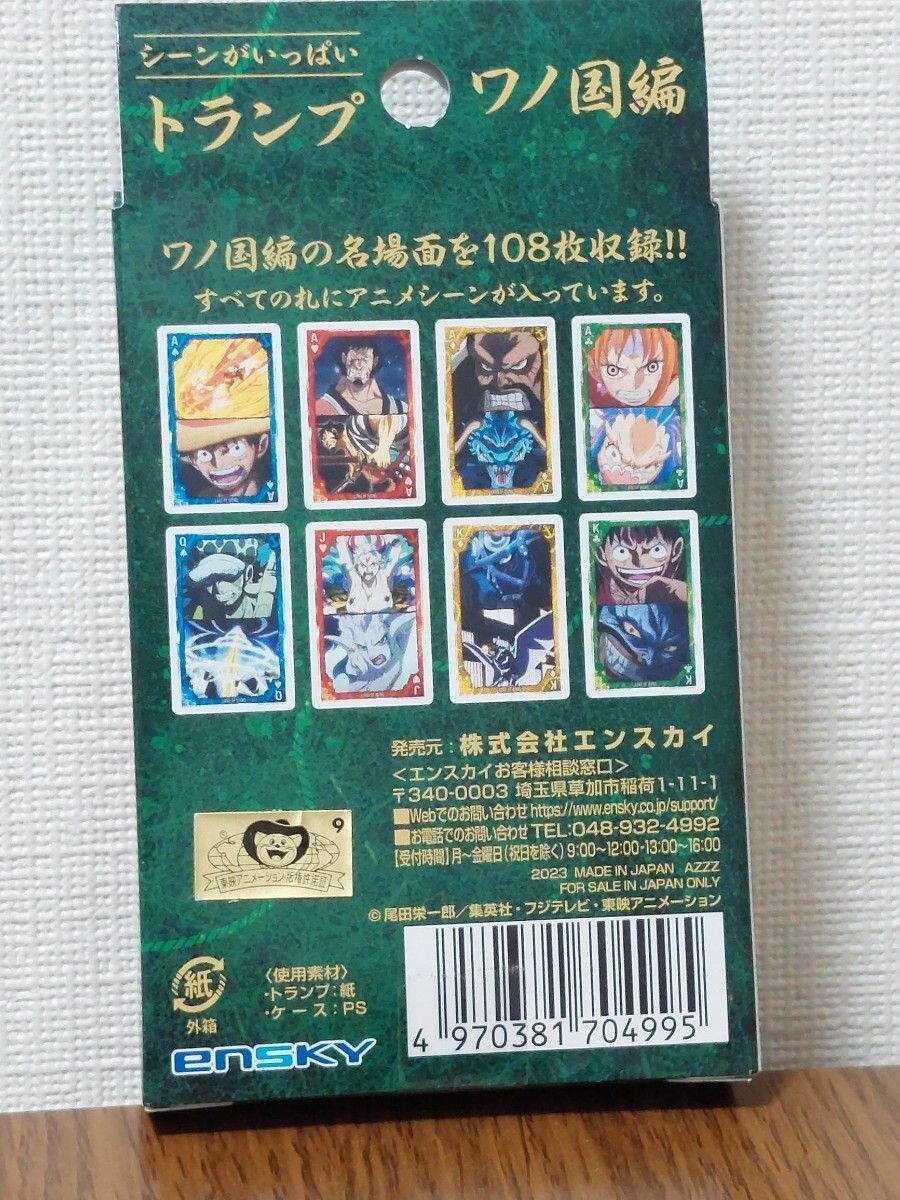 シーンがいっぱい
トランプ
ワノ国編
ワノ国編の名場面を108枚収録!!
すべての札にアニメシーンが入っています。
A
A
A
A
A
A
A
A
Q
J
K
K
Q
J
K
K
発売元:株式会社エンスカイ
<エンスカイお客様相談窓口>
〒340-0003 埼玉県草加市稲荷1-11-1
■Webでのお問い合わせ https://www.ensky.co.jp/support/
■お電話でのお問い合わせ TEL:048-932-4992
【受付時間】月〜金曜日(祝日を除く)9:00〜12:00・13:00〜16:00
2023 MADE IN JAPAN AZZZ
FOR SALE IN JAPAN ONLY
©尾田栄一郎/集英社・フジテレビ・東映アニメーション
9
東映アニメーション・版権許諾証
紙
外箱
〈使用素材〉
・トランプ:紙
・ケース:PS
ensky
4 970381 704995